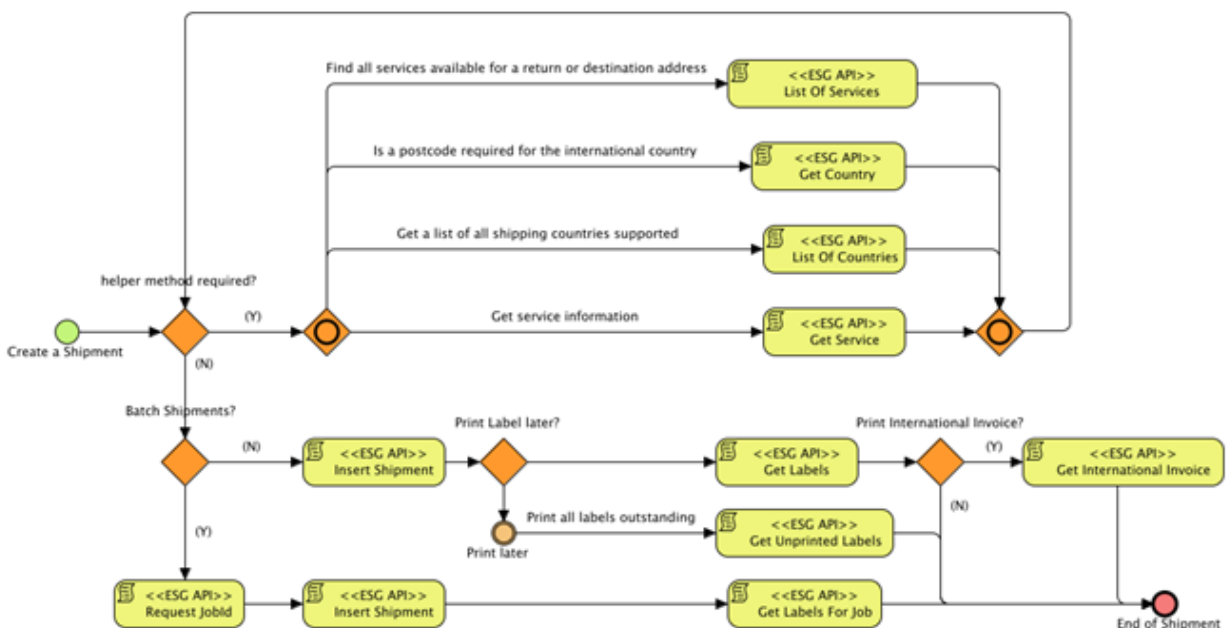 Find all services available for a return or destination address
<<ESG API>>
List Of Services
Is a postcode required for the international country
<<ESG API>>
Get Country
Get a list of all shipping countries supported
<<ESG API>>
List Of Countries
helper method required?
(Y)
Get service information
<<ESG API>>
Get Service
Create a Shipment
(N)
Batch Shipments?
(N)
<<ESG API>>
Insert Shipment
Print Label later?
<<ESG API>>
Get Labels
Print International Invoice?
(Y)
<<ESG API>>
Get International Invoice
(N)
(Y)
Print later
Print all labels outstanding
<<ESG API>>
Get Unprinted Labels
<<ESG API>>
Request JobId
<<ESG API>>
Insert Shipment
<<ESG API>>
Get Labels For Job
End of Shipment